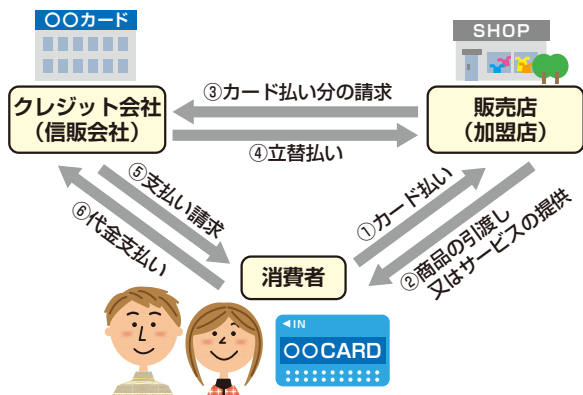 〇〇カード
SHOP
クレジット会社
（信販会社）
③カード払い分の請求
④立替払い
販売店
（加盟店）
⑤支払い請求
⑥代金支払い
①カード払い
②商品の引渡し
又はサービスの提供
消費者
◀IN
〇〇CARD